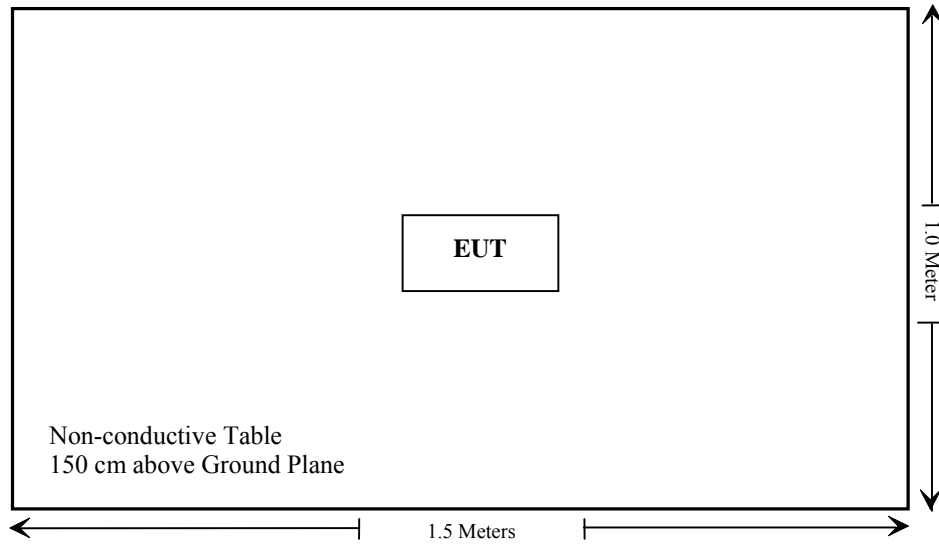 EUT
1.0 Meter
Non-conductive Table
150 cm above Ground Plane
1.5 Meters